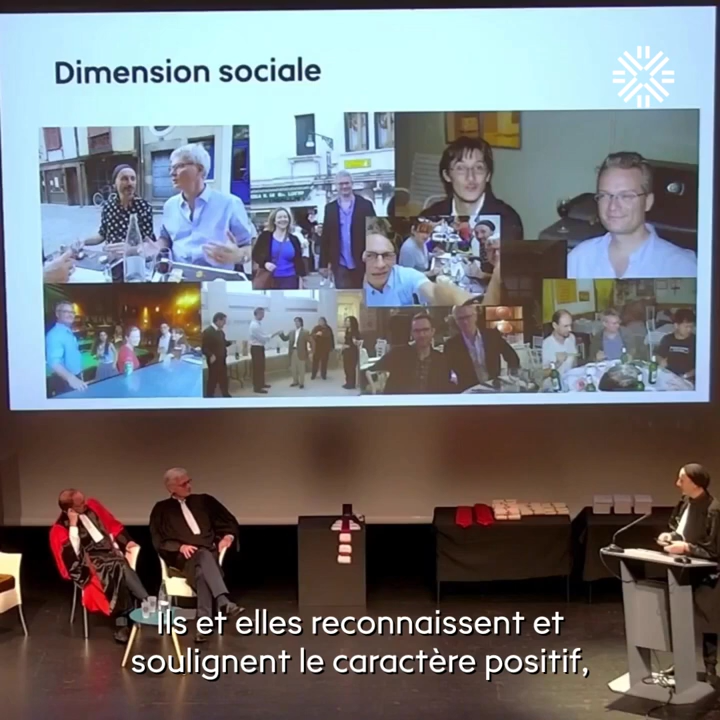 Dimension sociale
Ils et elles reconnaissent et
soulignent le caractère positif,